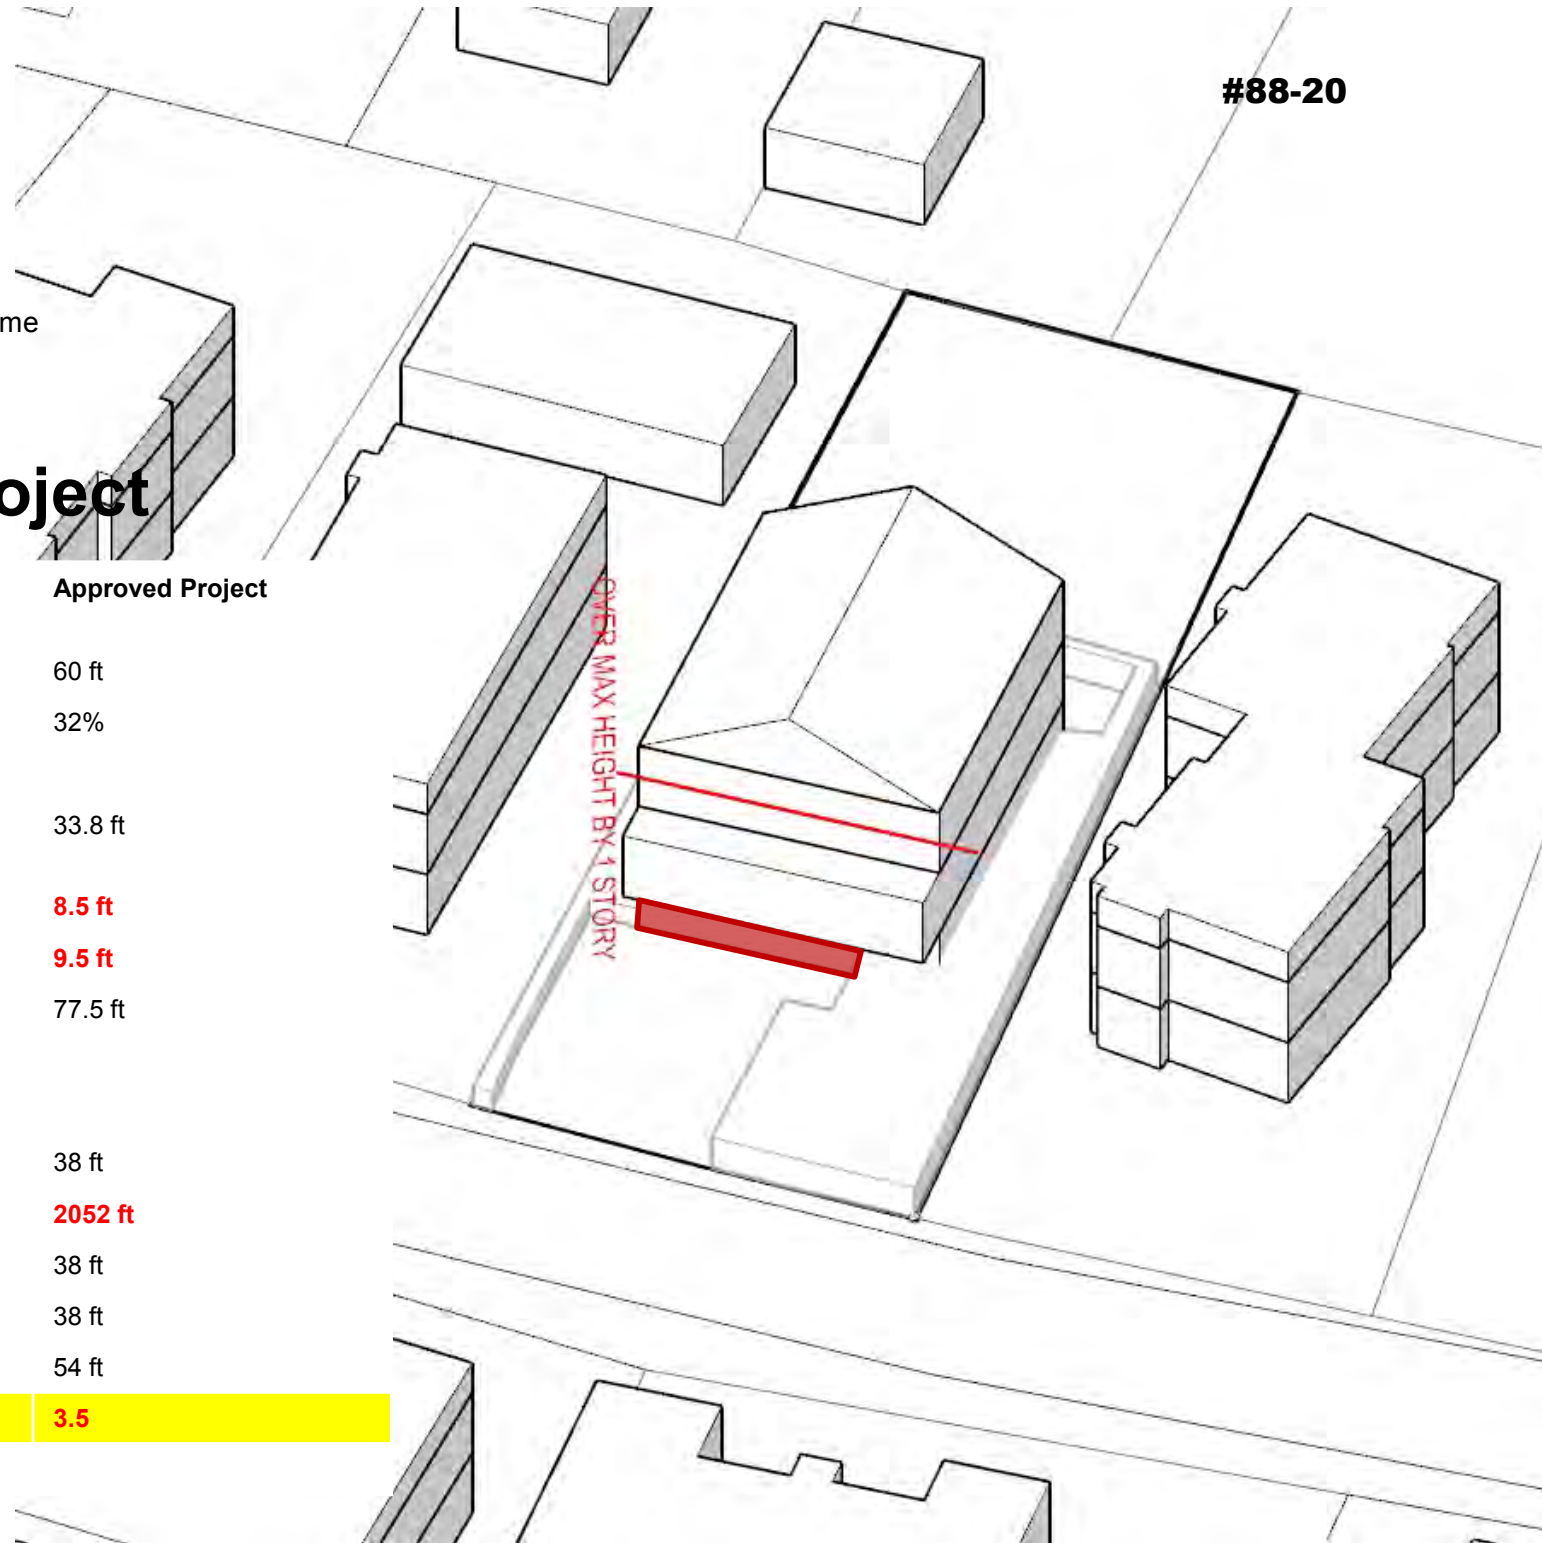 #88-20
me
oject
Approved Project
60 ft
32%
33.8 ft
8.5 ft
9.5 ft
77.5 ft
38 ft
2052 ft
38 ft
38 ft
54 ft
3.5
OVER MAX HEIGHT BY 1 STORY